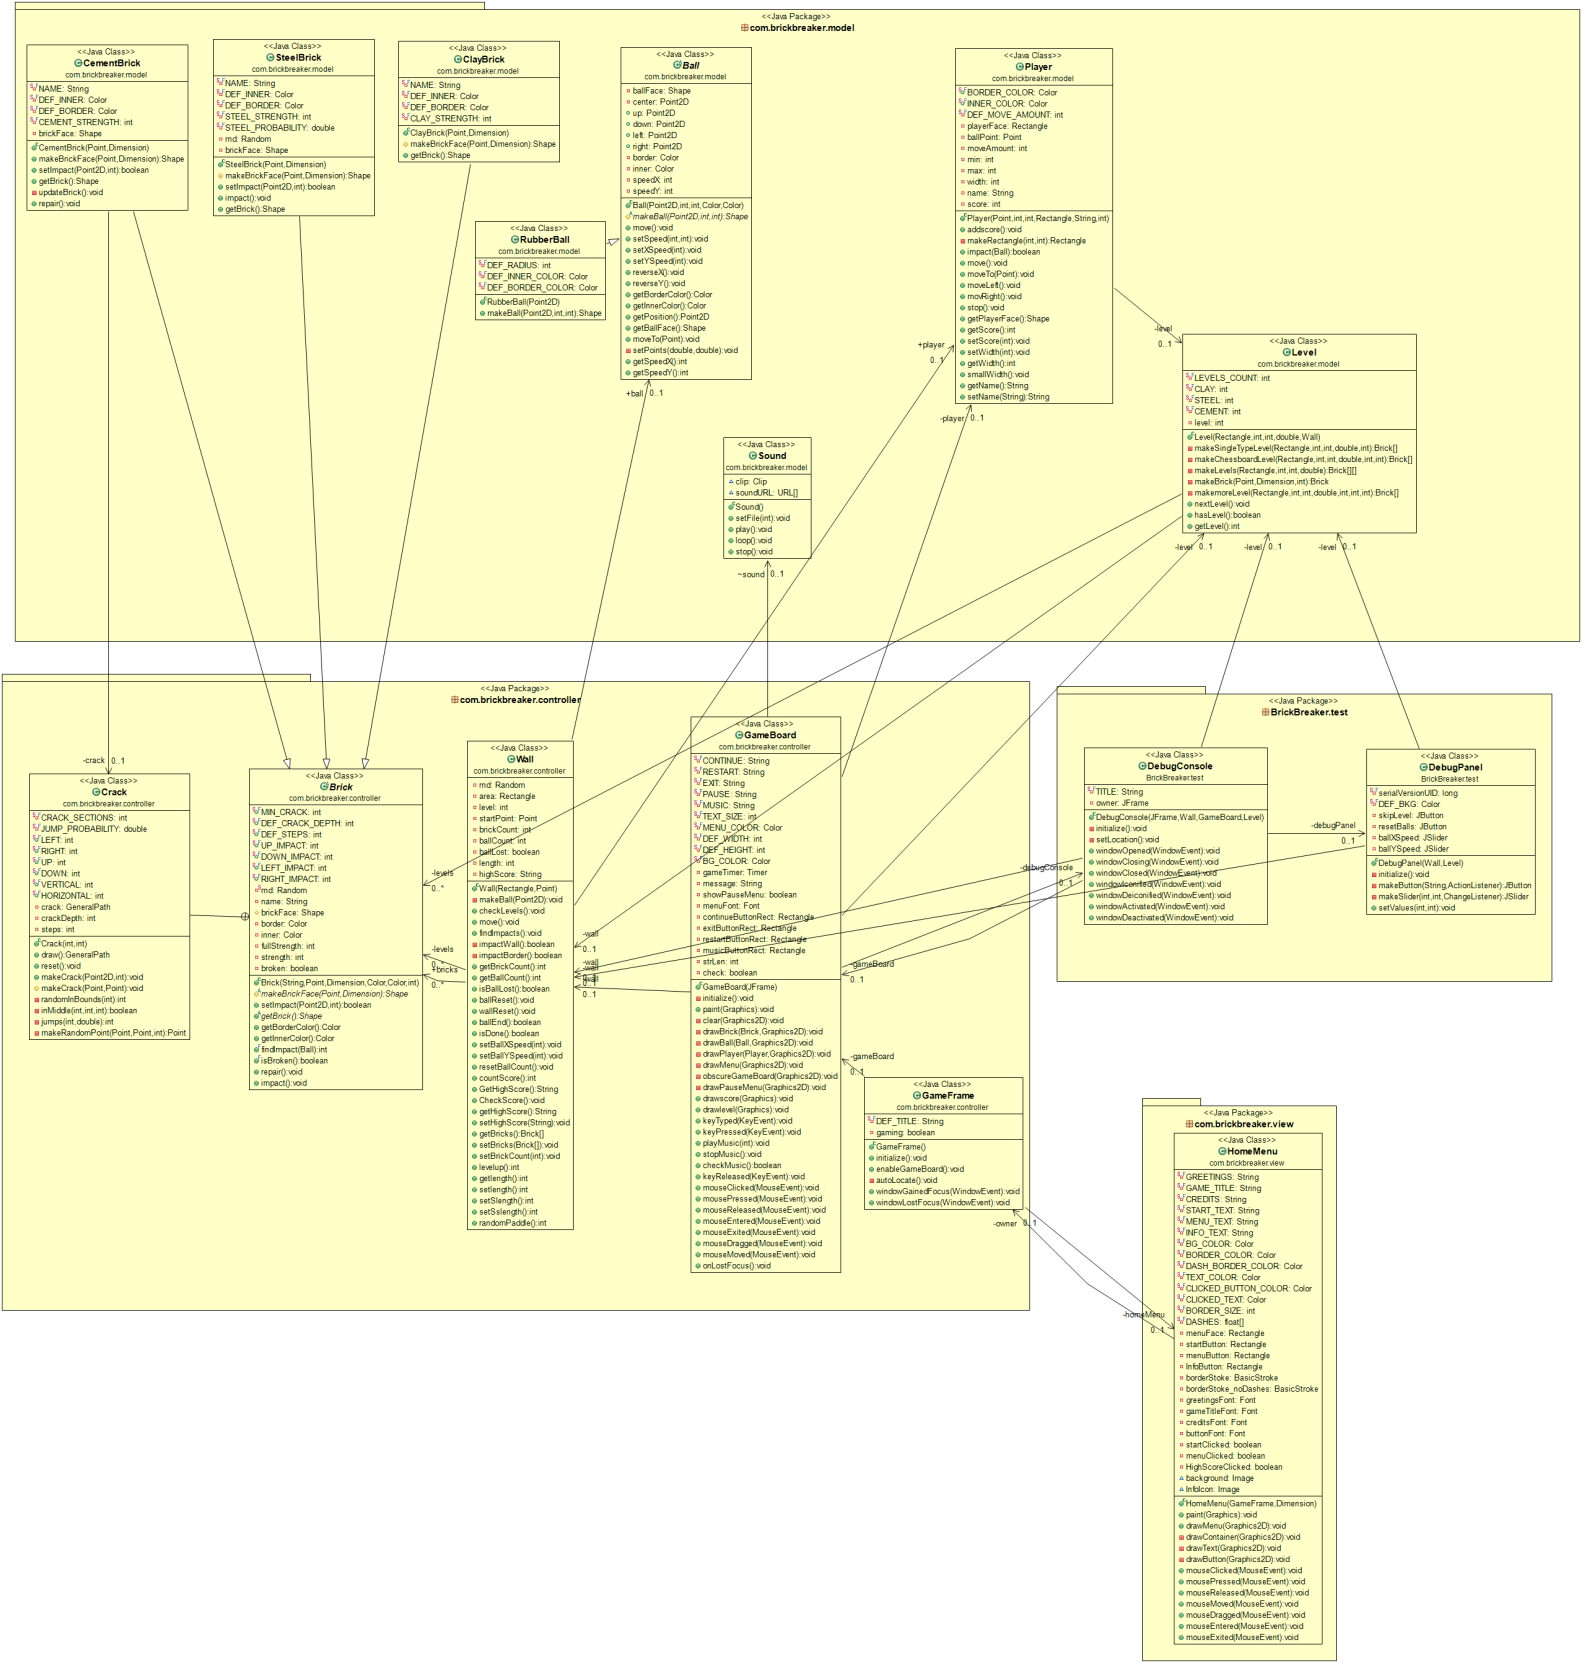 <<Java Package>>
com.brickbreaker.model
<<Java Class>>
CementBrick
com.brickbreaker.model
NAME: String
DEF_INNER: Color
DEF_BORDER: Color
CEMENT_STRENGTH: int
brickFace: Shape
CementBrick(Point,Dimension)
makeBrickFace(Point,Dimension):Shape
setImpact(Point2D,int):boolean
getBrick():Shape
updateBrick():void
repair():void
<<Java Class>>
SteelBrick
com.brickbreaker.model
NAME: String
DEF_INNER: Color
DEF_BORDER: Color
STEEL_STRENGTH: int
STEEL_PROBABILITY: double
rnd: Random
brickFace: Shape
SteelBrick(Point,Dimension)
makeBrickFace(Point,Dimension):Shape
setImpact(Point2D,int):boolean
impact():void
getBrick():Shape
<<Java Class>>
ClayBrick
com.brickbreaker.model
NAME: String
DEF_INNER: Color
DEF_BORDER: Color
CLAY_STRENGTH: int
ClayBrick(Point,Dimension)
makeBrickFace(Point,Dimension):Shape
getBrick():Shape
<<Java Class>>
RubberBall
com.brickbreaker.model
DEF_RADIUS: int
DEF_INNER_COLOR: Color
DEF_BORDER_COLOR: Color
RubberBall(Point2D)
makeBall(Point2D,int,int):Shape
<<Java Class>>
Ball
com.brickbreaker.model
ballFace: Shape
center: Point2D
up: Point2D
down: Point2D
left: Point2D
right: Point2D
border: Color
inner: Color
speedX: int
speedY: int
Ball(Point2D,int,int,Color,Color)
makeBall(Point2D,int,int):Shape
move():void
setSpeed(int,int):void
setXSpeed(int):void
setYSpeed(int):void
reverseX():void
reverseY():void
getBorderColor():Color
getInnerColor():Color
getPosition():Point2D
getBallFace():Shape
moveTo(Point):void
setPoints(double,double):void
getSpeedX():int
getSpeedY():int
+ball 0..1
<<Java Class>>
Player
com.brickbreaker.model
BORDER_COLOR: Color
INNER_COLOR: Color
DEF_MOVE_AMOUNT: int
playerFace: Rectangle
ballPoint: Point
moveAmount: int
min: int
max: int
width: int
name: String
score: int
Player(Point,int,int,Rectangle,String,int)
addscore():void
makeRectangle(int,int):Rectangle
impact(Ball):boolean
move():void
moveTo(Point):void
moveLeft():void
movRight():void
stop():void
getPlayerFace():Shape
getScore():int
setScore(int):void
setWidth(int):void
getWidth():int
smallWidth():void
getName():String
setName(String):String
+player
0..1
-player 0..1
-level
0..1
<<Java Class>>
Level
com.brickbreaker.model
LEVELS_COUNT: int
CLAY: int
STEEL: int
CEMENT: int
level: int
Level(Rectangle,int,int,double,Wall)
makeSingleTypeLevel(Rectangle,int,int,double,int):Brick[]
makeChessboardLevel(Rectangle,int,int,double,int,int):Brick[]
makeLevels(Rectangle,int,int,double):Brick[][]
makeBrick(Point,Dimension,int):Brick
makemoreLevel(Rectangle,int,int,double,int,int,int):Brick[]
nextLevel():void
hasLevel():boolean
getLevel():int
-level 0..1
-level 0..1
-level 0..1
<<Java Class>>
Sound
com.brickbreaker.model
clip: Clip
soundURL: URL[]
Sound()
setFile(int):void
play():void
loop():void
stop():void
~sound 0..1
<<Java Package>>
com.brickbreaker.controller
-crack 0..1
<<Java Class>>
Crack
com.brickbreaker.controller
CRACK_SECTIONS: int
JUMP_PROBABILITY: double
LEFT: int
RIGHT: int
UP: int
DOWN: int
VERTICAL: int
HORIZONTAL: int
crack: GeneralPath
crackDepth: int
steps: int
Crack(int,int)
draw():GeneralPath
reset():void
makeCrack(Point2D,int):void
makeCrack(Point,Point):void
randomInBounds(int):int
inMiddle(int,int,int):boolean
jumps(int,double):int
makeRandomPoint(Point,Point,int):Point
<<Java Class>>
Brick
com.brickbreaker.controller
MIN_CRACK: int
DEF_CRACK_DEPTH: int
DEF_STEPS: int
UP_IMPACT: int
DOWN_IMPACT: int
LEFT_IMPACT: int
RIGHT_IMPACT: int
rnd: Random
name: String
brickFace: Shape
border: Color
inner: Color
fullStrength: int
strength: int
broken: boolean
Brick(String,Point,Dimension,Color,Color,int)
makeBrickFace(Point,Dimension):Shape
setImpact(Point2D,int):boolean
getBrick():Shape
getBorderColor():Color
getInnerColor():Color
findImpact(Ball):int
isBroken():boolean
repair():void
impact():void
-levels
0..*
-levels
0..*
+bricks
0..*
<<Java Class>>
Wall
com.brickbreaker.controller
rnd: Random
area: Rectangle
level: int
startPoint: Point
brickCount: int
ballCount: int
ballLost: boolean
length: int
highScore: String
Wall(Rectangle,Point)
makeBall(Point2D):void
checkLevels():void
move():void
findImpacts():void
impactWall():boolean
impactBorder():boolean
getBrickCount():int
getBallCount():int
isBallLost():boolean
ballReset():void
wallReset():void
ballEnd():boolean
isDone():boolean
setBallXSpeed(int):void
setBallYSpeed(int):void
resetBallCount():void
countScore():int
GetHighScore():String
CheckScore():void
getHighScore():String
setHighScore(String):void
getBricks():Brick[]
setBricks(Brick[]):void
setBrickCount(int):void
levelup():int
getlength():int
setlength():int
setSlength():int
setSslength():int
randomPaddle():int
-wall
0..1
-wall
-wall
0..1
-wall
0..1
<<Java Class>>
GameBoard
com.brickbreaker.controller
CONTINUE: String
RESTART: String
EXIT: String
PAUSE: String
MUSIC: String
TEXT_SIZE: int
MENU_COLOR: Color
DEF_WIDTH: int
DEF_HEIGHT: int
BG_COLOR: Color
gameTimer: Timer
message: String
showPauseMenu: boolean
menuFont: Font
continueButtonRect: Rectangle
exitButtonRect: Rectangle
restartButtonRect: Rectangle
musicButtonRect: Rectangle
strLen: int
check: boolean
GameBoard(JFrame)
initialize():void
paint(Graphics):void
clear(Graphics2D):void
drawBrick(Brick,Graphics2D):void
drawBall(Ball,Graphics2D):void
drawPlayer(Player,Graphics2D):void
drawMenu(Graphics2D):void
obscureGameBoard(Graphics2D):void
drawPauseMenu(Graphics2D):void
drawscore(Graphics):void
drawlevel(Graphics):void
keyTyped(KeyEvent):void
keyPressed(KeyEvent):void
playMusic(int):void
stopMusic():void
checkMusic():boolean
keyReleased(KeyEvent):void
mouseClicked(MouseEvent):void
mousePressed(MouseEvent):void
mouseReleased(MouseEvent):void
mouseEntered(MouseEvent):void
mouseExited(MouseEvent):void
mouseDragged(MouseEvent):void
mouseMoved(MouseEvent):void
onLostFocus():void
-debugConsole
0..1
-gameBoard
0..1
-gameBoard
0..1
<<Java Class>>
GameFrame
com.brickbreaker.controller
DEF_TITLE: String
gaming: boolean
GameFrame()
initialize():void
enableGameBoard():void
autoLocate():void
windowGainedFocus(WindowEvent):void
windowLostFocus(WindowEvent):void
-owner 0..1
<<Java Package>>
BrickBreaker.test
<<Java Class>>
DebugConsole
BrickBreaker.test
TITLE: String
owner: JFrame
DebugConsole(JFrame,Wall,GameBoard,Level)
initialize():void
setLocation():void
windowOpened(WindowEvent):void
windowClosing(WindowEvent):void
windowClosed(WindowEvent):void
windowIconified(WindowEvent):void
windowDeiconified(WindowEvent):void
windowActivated(WindowEvent):void
windowDeactivated(WindowEvent):void
-debugPanel
0..1
<<Java Class>>
DebugPanel
BrickBreaker.test
serialVersionUID: long
DEF_BKG: Color
skipLevel: JButton
resetBalls: JButton
ballXSpeed: JSlider
ballYSpeed: JSlider
DebugPanel(Wall,Level)
initialize():void
makeButton(String,ActionListener):JButton
makeSlider(int,int,ChangeListener):JSlider
setValues(int,int):void
<<Java Package>>
com.brickbreaker.view
<<Java Class>>
HomeMenu
com.brickbreaker.view
GREETINGS: String
GAME_TITLE: String
CREDITS: String
START_TEXT: String
MENU_TEXT: String
INFO_TEXT: String
BG_COLOR: Color
BORDER_COLOR: Color
DASH_BORDER_COLOR: Color
TEXT_COLOR: Color
CLICKED_BUTTON_COLOR: Color
CLICKED_TEXT: Color
BORDER_SIZE: int
DASHES: float[]
menuFace: Rectangle
startButton: Rectangle
menuButton: Rectangle
InfoButton: Rectangle
borderStoke: BasicStroke
borderStoke_noDashes: BasicStroke
greetingsFont: Font
gameTitleFont: Font
creditsFont: Font
buttonFont: Font
startClicked: boolean
menuClicked: boolean
HighScoreClicked: boolean
background: Image
InfoIcon: Image
HomeMenu(GameFrame,Dimension)
paint(Graphics):void
drawMenu(Graphics2D):void
drawContainer(Graphics2D):void
drawText(Graphics2D):void
drawButton(Graphics2D):void
mouseClicked(MouseEvent):void
mousePressed(MouseEvent):void
mouseReleased(MouseEvent):void
mouseMoved(MouseEvent):void
mouseDragged(MouseEvent):void
mouseEntered(MouseEvent):void
mouseExited(MouseEvent):void
-homeMenu
0..1